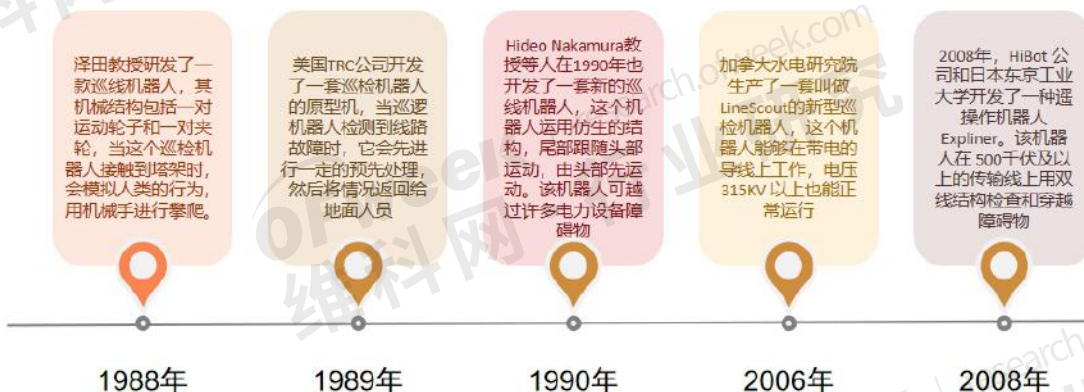 泽田教授研发了一
款巡线机器人，其
机械结构包括一对
运动轮子和一对夹
轮，当这个巡检机
器人接触到塔架时，
会模拟人类的行为，
用机械手进行攀爬。
美国TRC公司开发
了一套巡检机器人
的原型机，当巡逻
机器人检测到线路
故障时，它会先进
行一定的预先处理，
然后将情况返回给
地面人员
Hideo Nakamura教
授等人在1990年也
开发了一套新的巡
线机器人，这个机
器人运用仿生的结
构，尾部跟随头部
运动，由头部先运
动。该机器人可越
过许多电力设备障
碍物
加拿大水电研究院
生产了一套叫做
LineScout的新型巡
检机器人，这个机
器人能够在带电的
导线上工作，电压
315KV 以上也能正
常运行
2008年，HiBot 公
司和日本东京工业
大学开发了一种遥
操作机器人
Expliner。该机器
人在 500千伏及以
上的传输线上用双
线结构检查和穿越
障碍物
1988年
1989年
1990年
2006年
2008年
OFweek
维科网 行业研究
research.ofweek.com